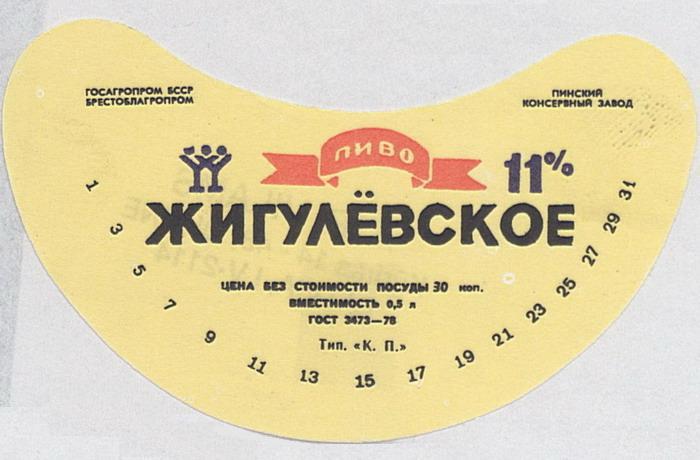 ГОСАГРОПРОМ БССР
БРЕСТОБЛАГРОПРОМ
ПИНСКИЙ
КОНСЕРВНЫЙ ЗАВОД
ПИВО
11%
ЖИГУЛЁВСКОЕ
ЦЕНА БЕЗ СТОИМОСТИ ПОСУДЫ 30 коп.
ВМЕСТИМОСТЬ 0,5 л
ГОСТ 3473—78
Тип. «К. П.»
1 3 5 7 9 11 13 15 17 19 21 23 25 27 29 31